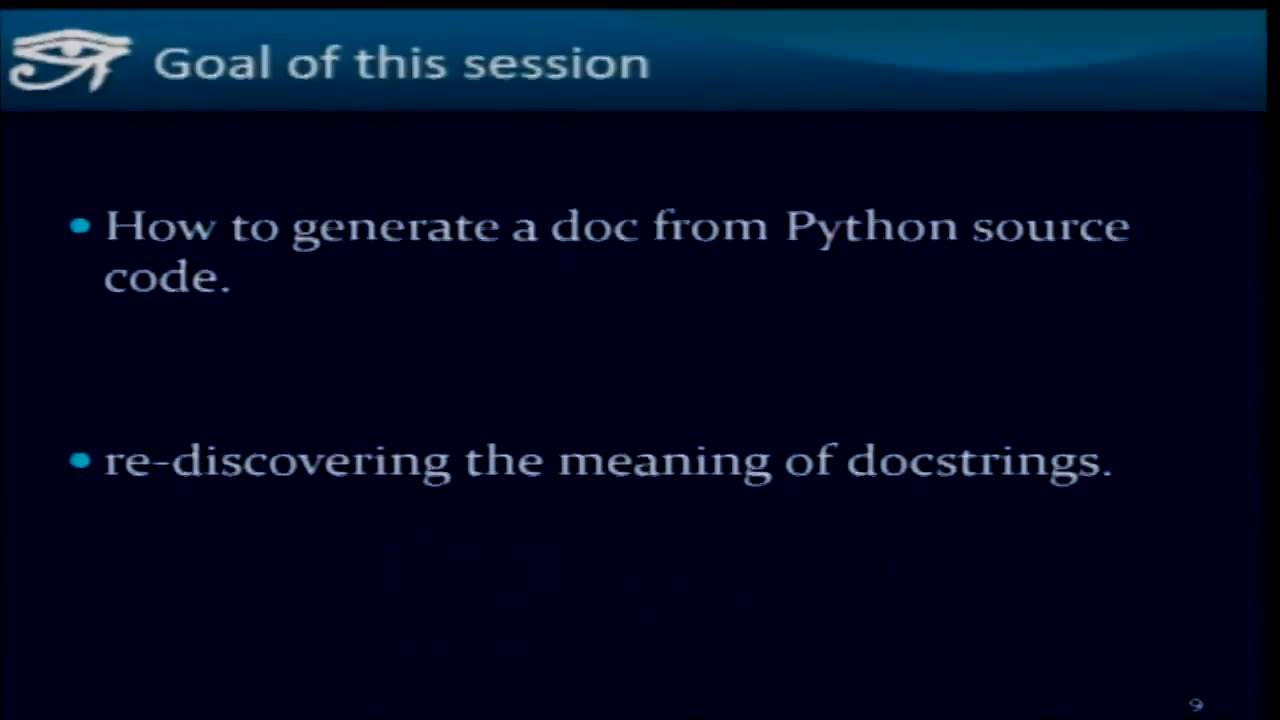 Goal of this session
• How to generate a doc from Python source
code.
• re-discovering the meaning of docstrings.
9